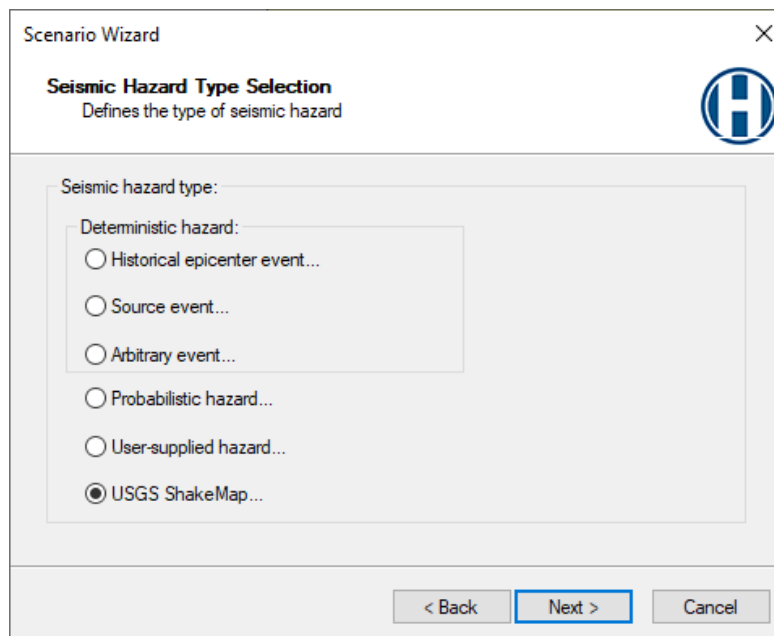 Scenario Wizard
Seismic Hazard Type Selection
Defines the type of seismic hazard
Seismic hazard type:
Deterministic hazard:
Historical epicenter event...
Source event...
Arbitrary event...
Probabilistic hazard...
User-supplied hazard...
USGS ShakeMap...
< Back Next > Cancel